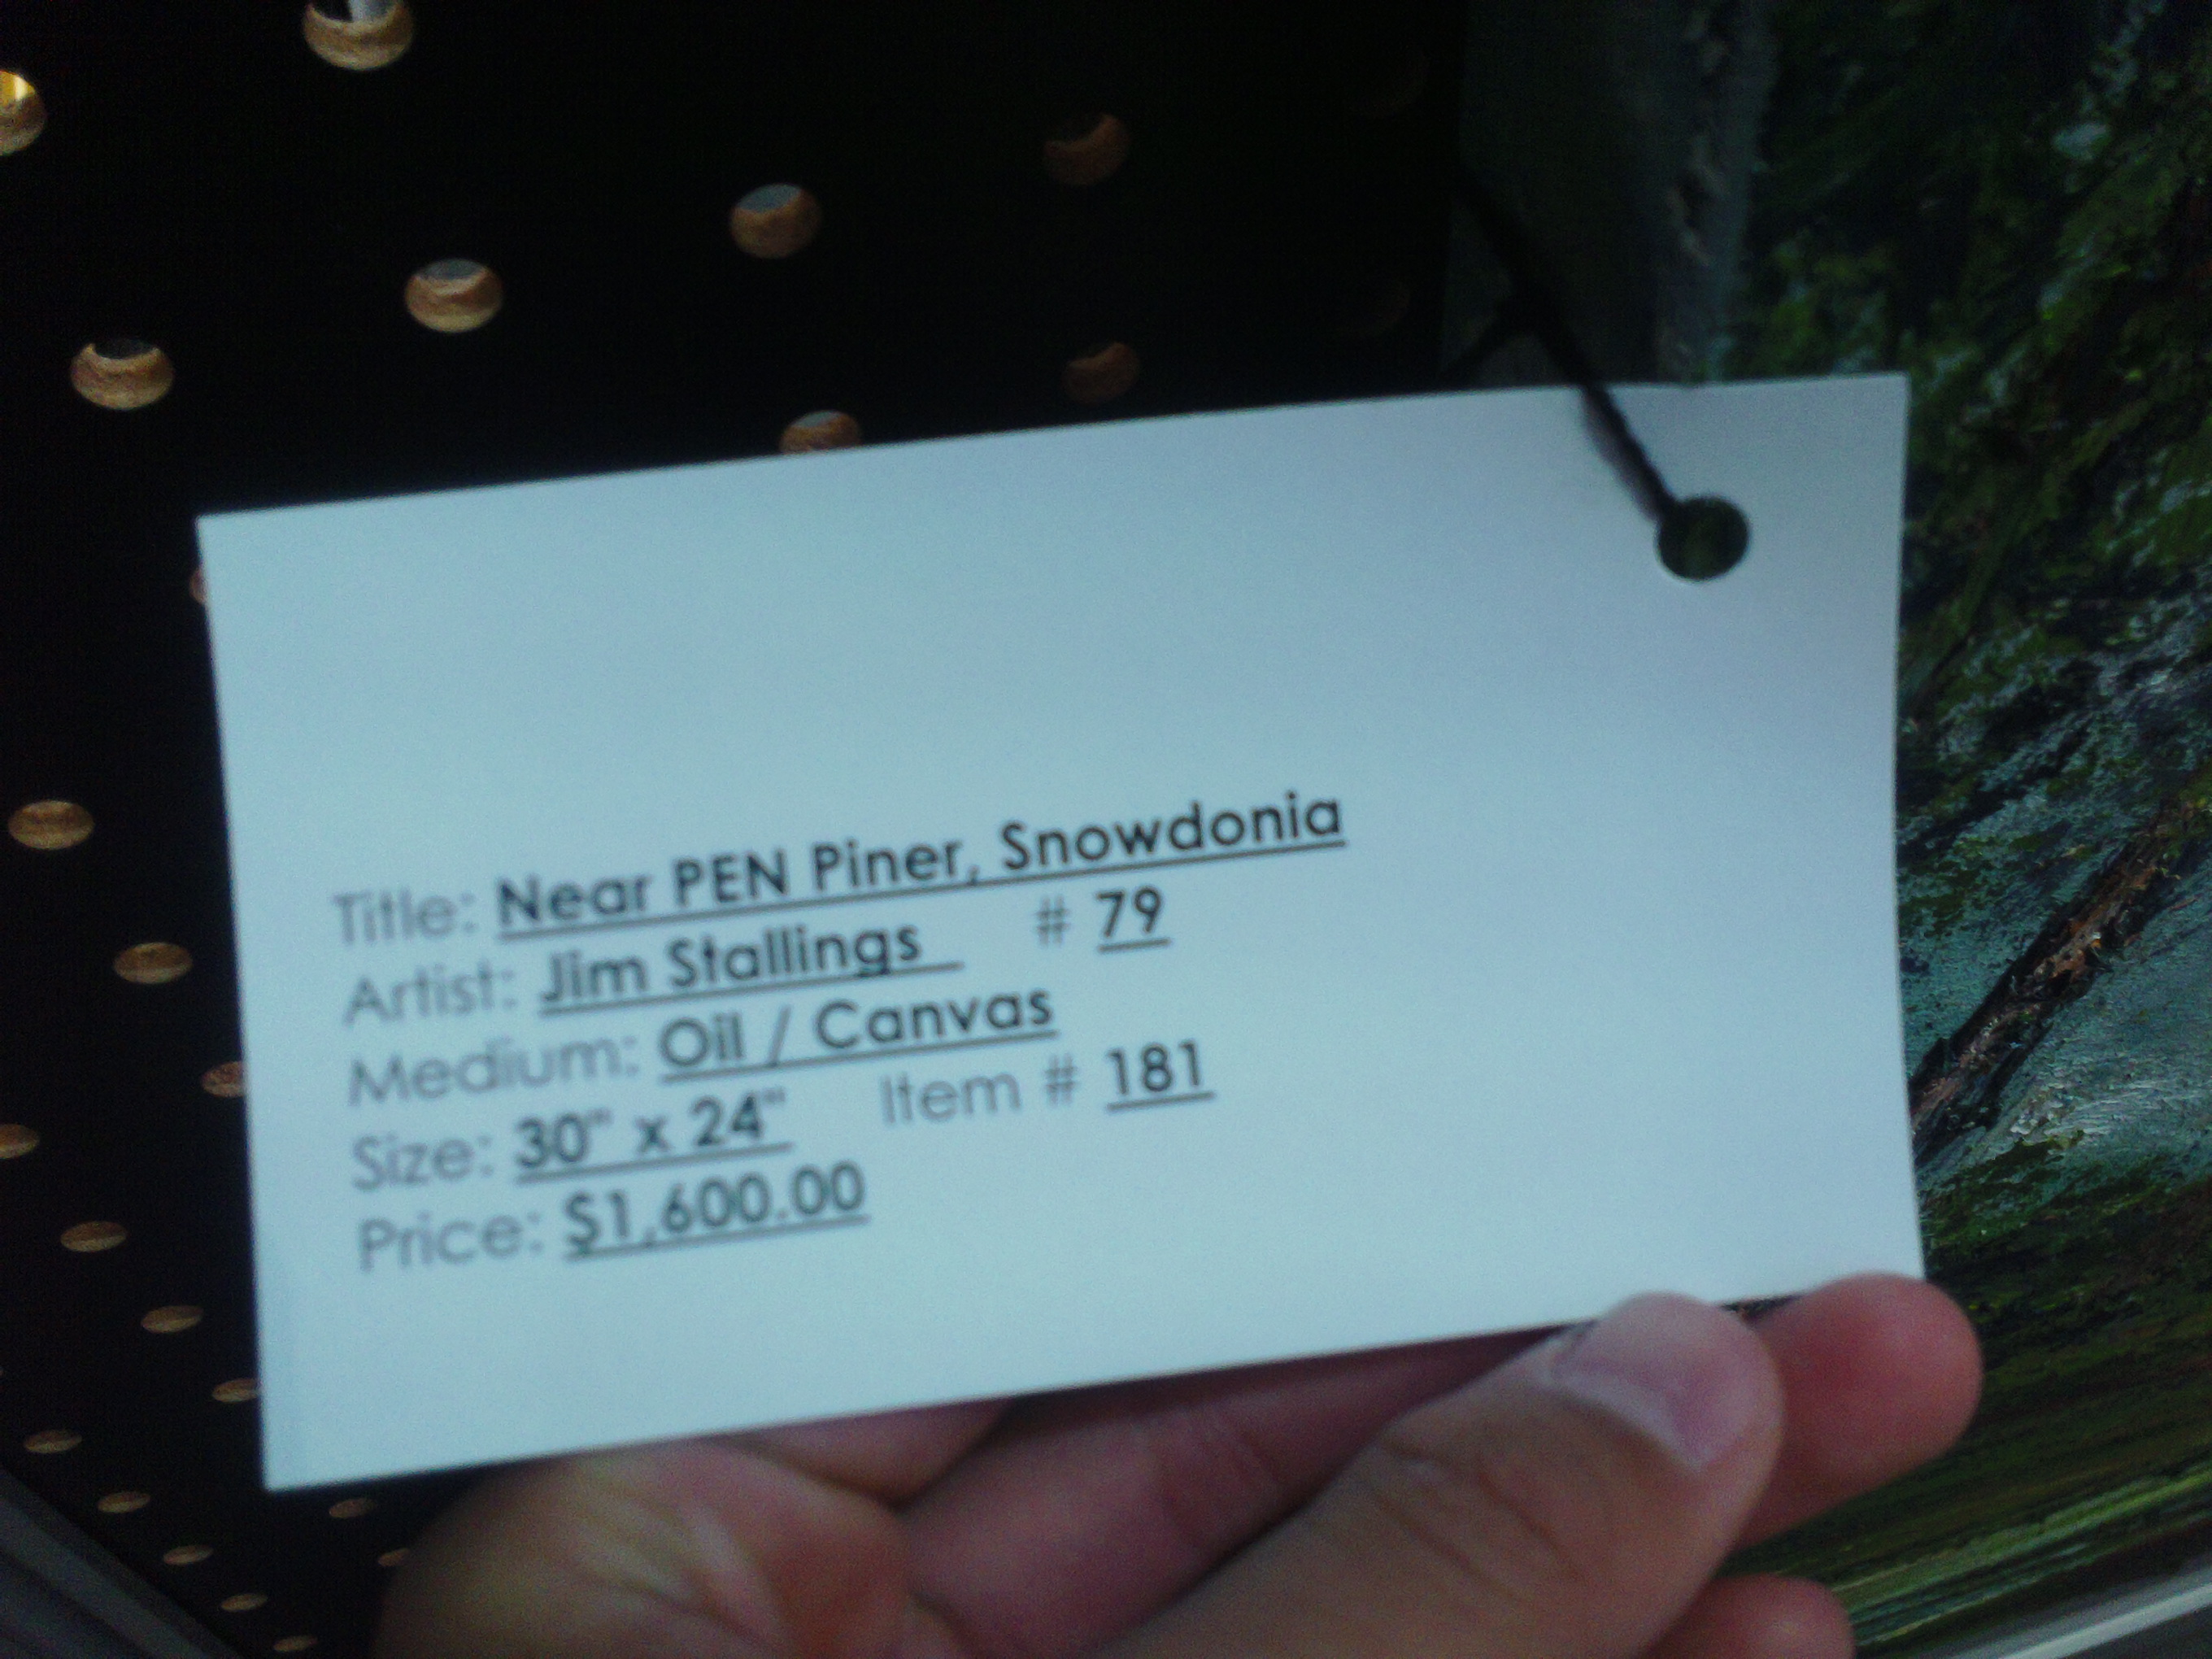 Title: Near PEN Piner, Snowdonia
Artist: Jim Stallings # 79
Medium: Oil / Canvas
Size: 30" x 24" Item # 181
Price: $1,600.00